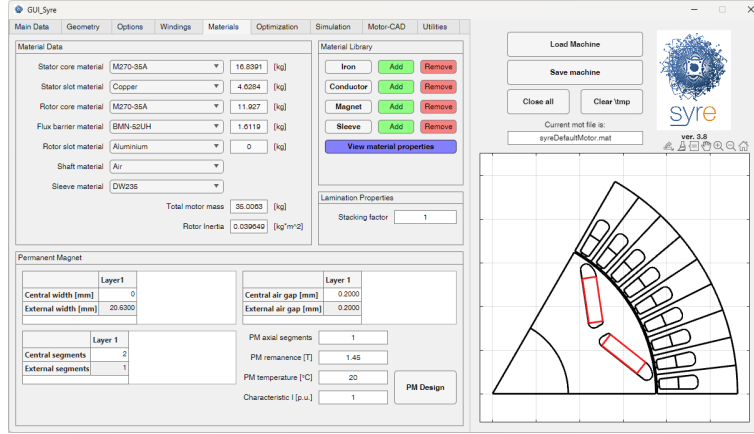 GUI_Syre
Main Data Geometry Options Windings Materials Optimization Simulation Motor-CAD Utilities
Material Data
Stator core material M270-35A 16.8391 [kg]
Stator slot material Copper 4.6284 [kg]
Rotor core material M270-35A 11.927 [kg]
Flux barrier material BMN-52UH 1.6119 [kg]
Rotor slot material Aluminium 0 [kg]
Shaft material Air
Sleeve material DW235
Total motor mass 35.0063 [kg]
Rotor Inertia 0.039649 [kg*m^2]
Material Library
Iron Add Remove
Conductor Add Remove
Magnet Add Remove
Sleeve Add Remove
View material properties
Lamination Properties
Stacking factor 1
Permanent Magnet
Layer1
Central width [mm] 0
External width [mm] 20.6300
Layer 1
Central air gap [mm] 0.2000
External air gap [mm] 0.2000
Layer 1
Central segments 2
External segments 1
PM axial segments 1
PM remanence [T] 1.45
PM temperature [°C] 20
Characteristic I [p.u.] 1
PM Design
Load Machine
Save machine
Close all Clear \tmp
Current mot file is:
syreDefaultMotor.mat
syre
ver. 3.8